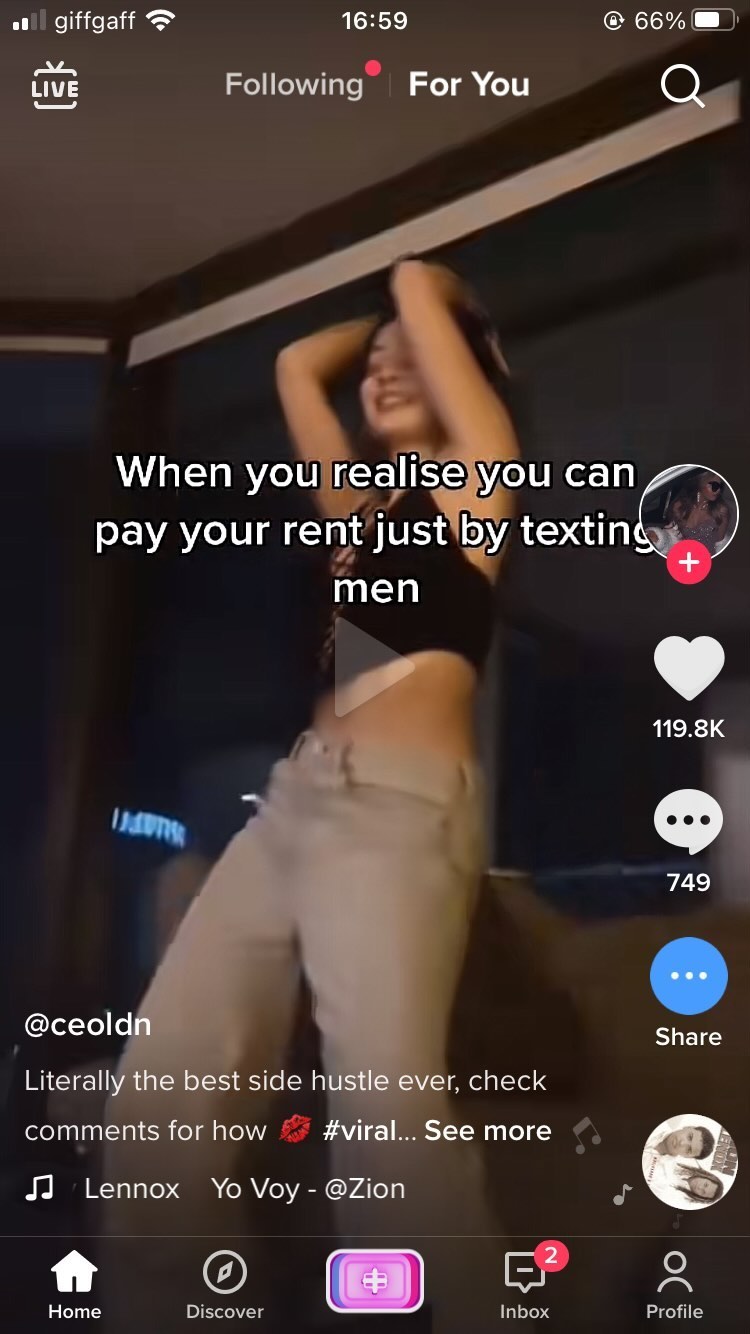 giffgaff 16:59 66%
LIVE Following For You
When you realise you can
pay your rent just by texting
men
119.8K
749
Share
@ceoldn
Literally the best side hustle ever, check
comments for how 💋 #viral... See more
Lennox Yo Voy - @Zion
Home Discover 2 Inbox Profile